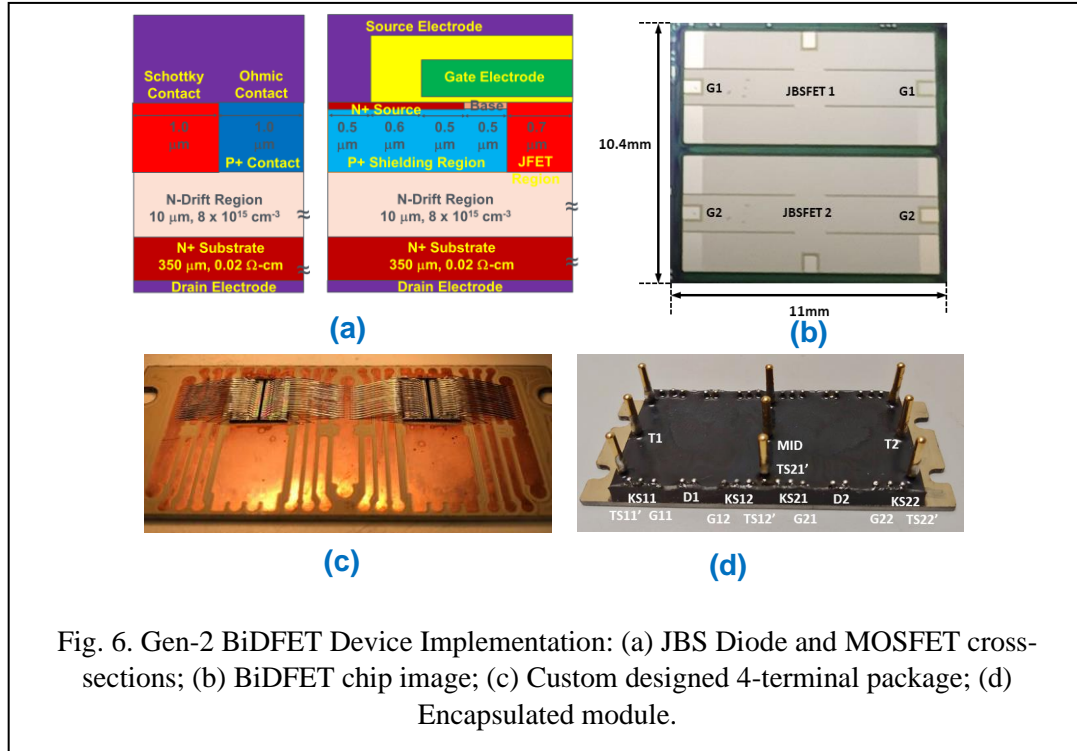 Source Electrode
Schottky Contact
Ohmic Contact
Gate Electrode
N+ Source
Base
1.0 μm
1.0 μm
0.5 μm
0.6 μm
0.5 μm
0.5 μm
0.7 μm
P+ Contact
P+ Shielding Region
JFET Region
N-Drift Region
10 μm, 8 x 10¹⁵ cm⁻³
≈
N-Drift Region
10 μm, 8 x 10¹⁵ cm⁻³
≈
N+ Substrate
350 μm, 0.02 Ω-cm
≈
N+ Substrate
350 μm, 0.02 Ω-cm
≈
Drain Electrode
Drain Electrode
(a)
G1
JBSFET 1
G1
10.4mm
G2
JBSFET 2
G2
11mm
(b)
(c)
T1
MID
T2
TS21'
KS11
D1
KS12
KS21
D2
KS22
TS11'
G11
G12
TS12'
G21
G22
TS22'
(d)
Fig. 6. Gen-2 BiDFET Device Implementation: (a) JBS Diode and MOSFET cross-
sections; (b) BiDFET chip image; (c) Custom designed 4-terminal package; (d)
Encapsulated module.